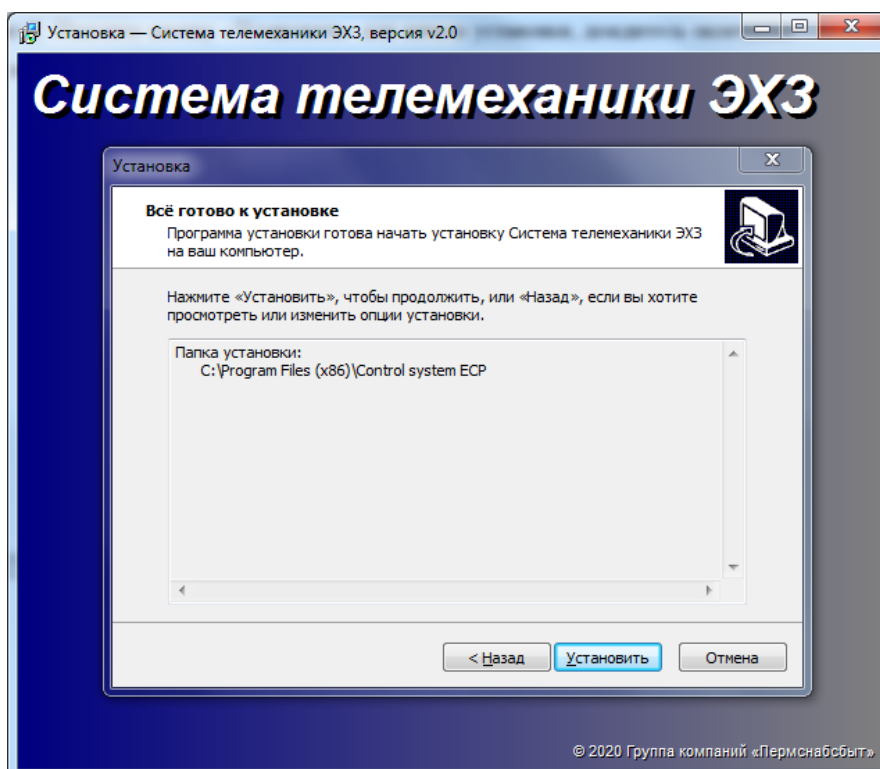 Установка — Система телемеханики ЭХЗ, версия v2.0
Система телемеханики ЭХЗ
Установка
Всё готово к установке
Программа установки готова начать установку Система телемеханики ЭХЗ
на ваш компьютер.
Нажмите «Установить», чтобы продолжить, или «Назад», если вы хотите
просмотреть или изменить опции установки.
Папка установки:
C:\Program Files (x86)\Control system ECP
< Назад
Установить
Отмена
© 2020 Группа компаний «Пермснабсбыт»